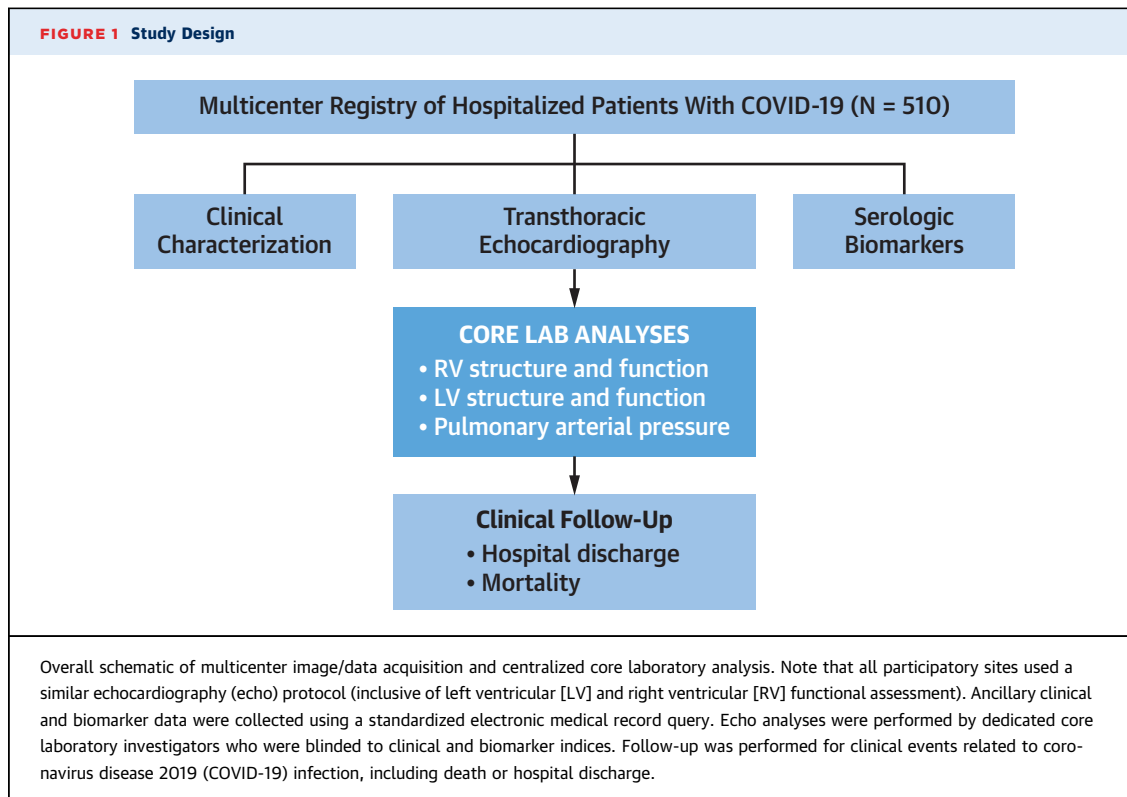 FIGURE 1 Study Design
Multicenter Registry of Hospitalized Patients With COVID-19 (N = 510)
Clinical
Characterization
Transthoracic
Echocardiography
Serologic
Biomarkers
CORE LAB ANALYSES
• RV structure and function
• LV structure and function
• Pulmonary arterial pressure
Clinical Follow-Up
• Hospital discharge
• Mortality
Overall schematic of multicenter image/data acquisition and centralized core laboratory analysis. Note that all participatory sites used a
similar echocardiography (echo) protocol (inclusive of left ventricular [LV] and right ventricular [RV] functional assessment). Ancillary clinical
and biomarker data were collected using a standardized electronic medical record query. Echo analyses were performed by dedicated core
laboratory investigators who were blinded to clinical and biomarker indices. Follow-up was performed for clinical events related to coro-
navirus disease 2019 (COVID-19) infection, including death or hospital discharge.